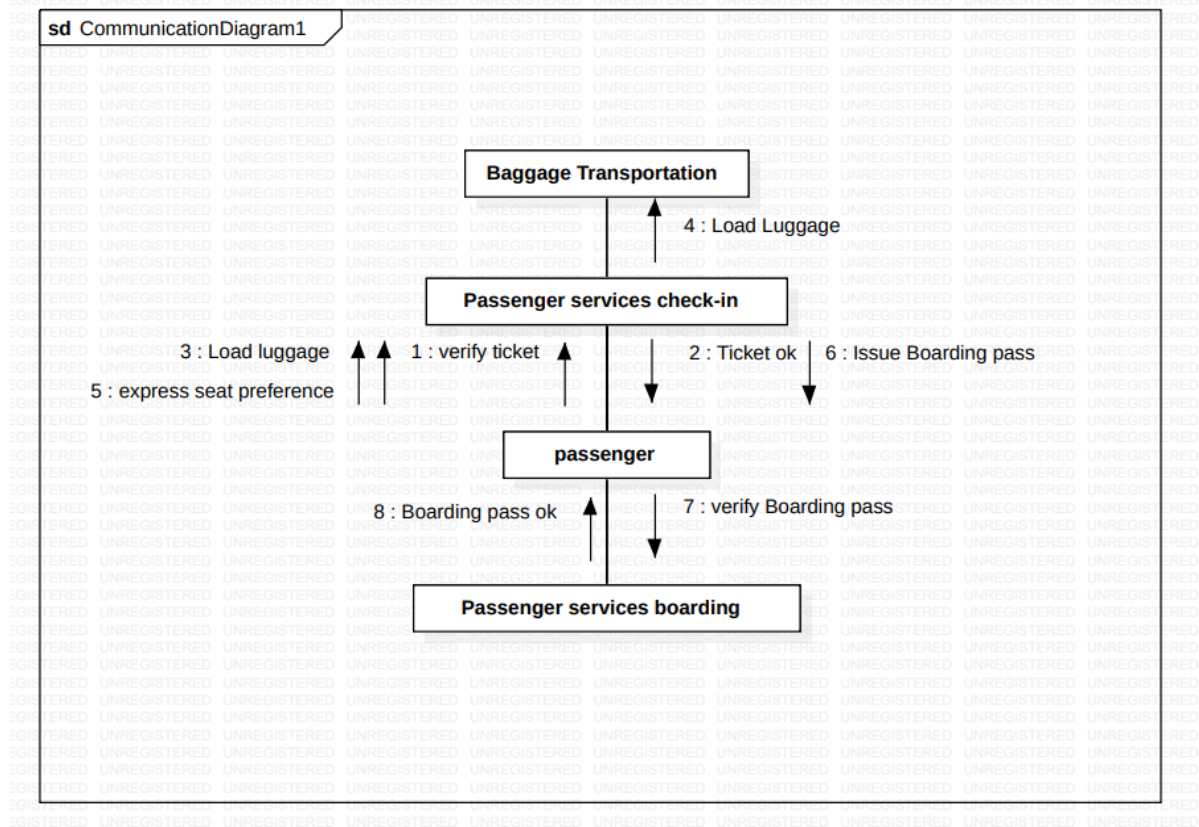 sd CommunicationDiagram1
Baggage Transportation
4 : Load Luggage
Passenger services check-in
3 : Load luggage
1 : verify ticket
2 : Ticket ok
6 : Issue Boarding pass
5 : express seat preference
passenger
8 : Boarding pass ok
7 : verify Boarding pass
Passenger services boarding
UNREGISTERED